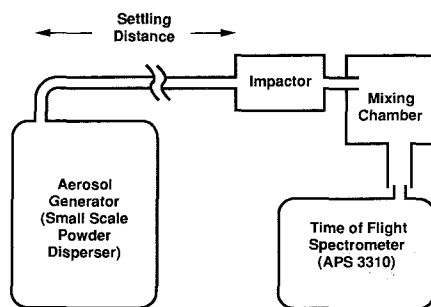 Settling
Distance
Impactor
Mixing
Chamber
Aerosol
Generator
(Small Scale
Powder
Disperser)
Time of Flight
Spectrometer
(APS 3310)